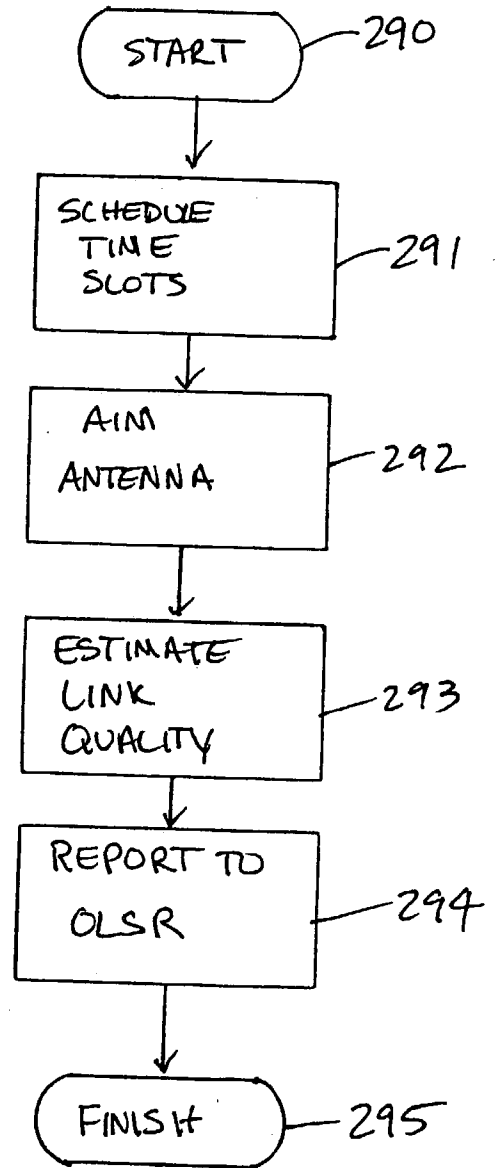 START
290
SCHEDULE
TIME
SLOTS
291
AIM
ANTENNA
292
ESTIMATE
LINK
QUALITY
293
REPORT TO
OLSR
294
FINISH
295